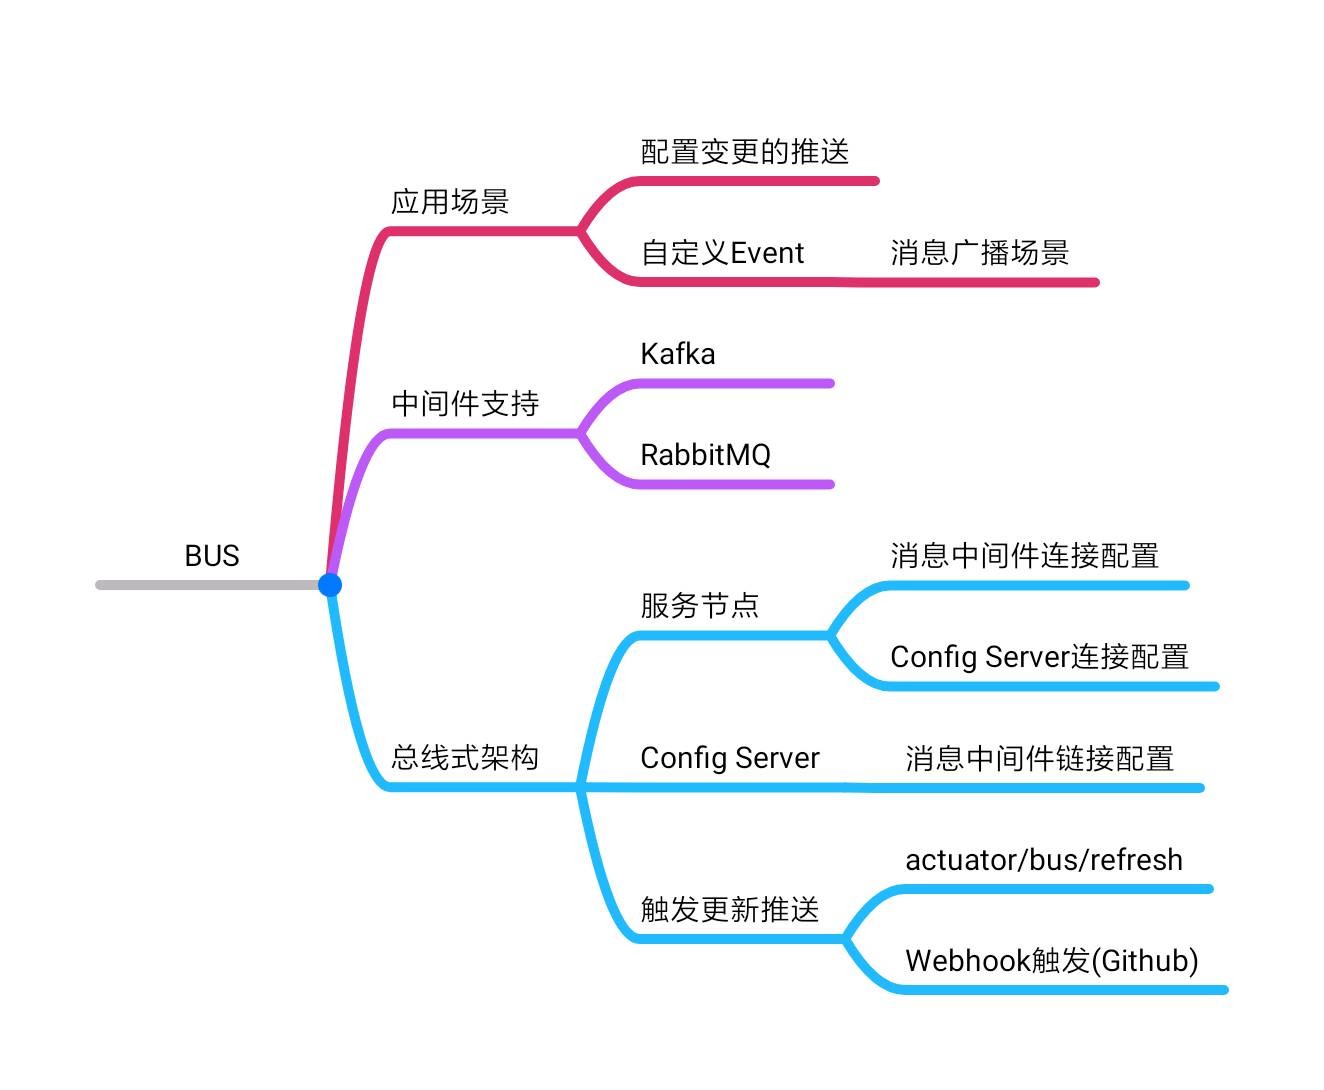 配置变更的推送
应用场景
自定义Event
消息广播场景
Kafka
中间件支持
RabbitMQ
BUS
消息中间件连接配置
服务节点
Config Server连接配置
总线式架构
Config Server
消息中间件链接配置
actuator/bus/refresh
触发更新推送
Webhook触发(Github)